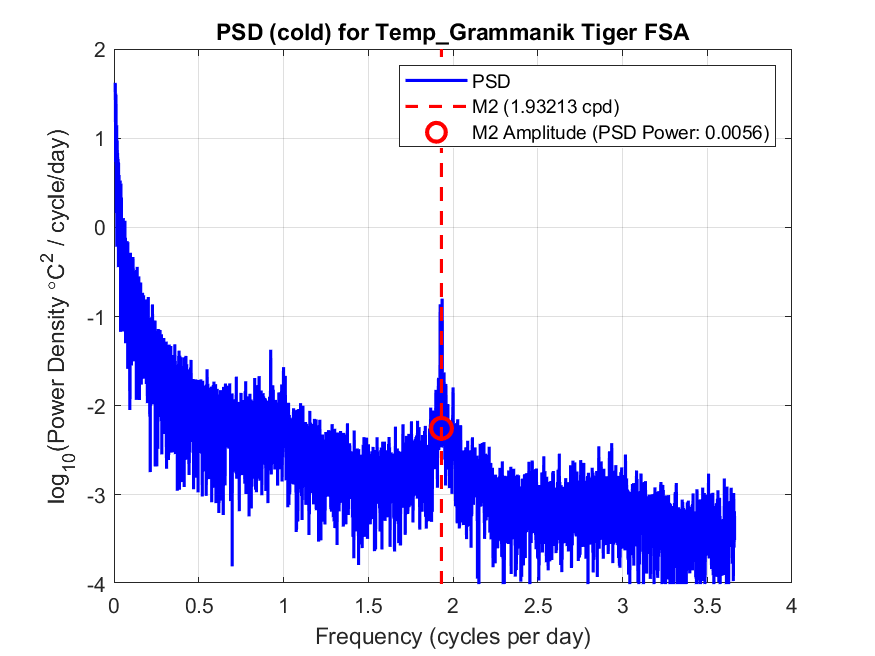 PSD (cold) for Temp_Grammanik Tiger FSA
PSD
M2 (1.93213 cpd)
M2 Amplitude (PSD Power: 0.0056)
log10(Power Density °C2 / cycle/day)
2
1
0
-1
-2
-3
-4
0 0.5 1 1.5 2 2.5 3 3.5 4
Frequency (cycles per day)